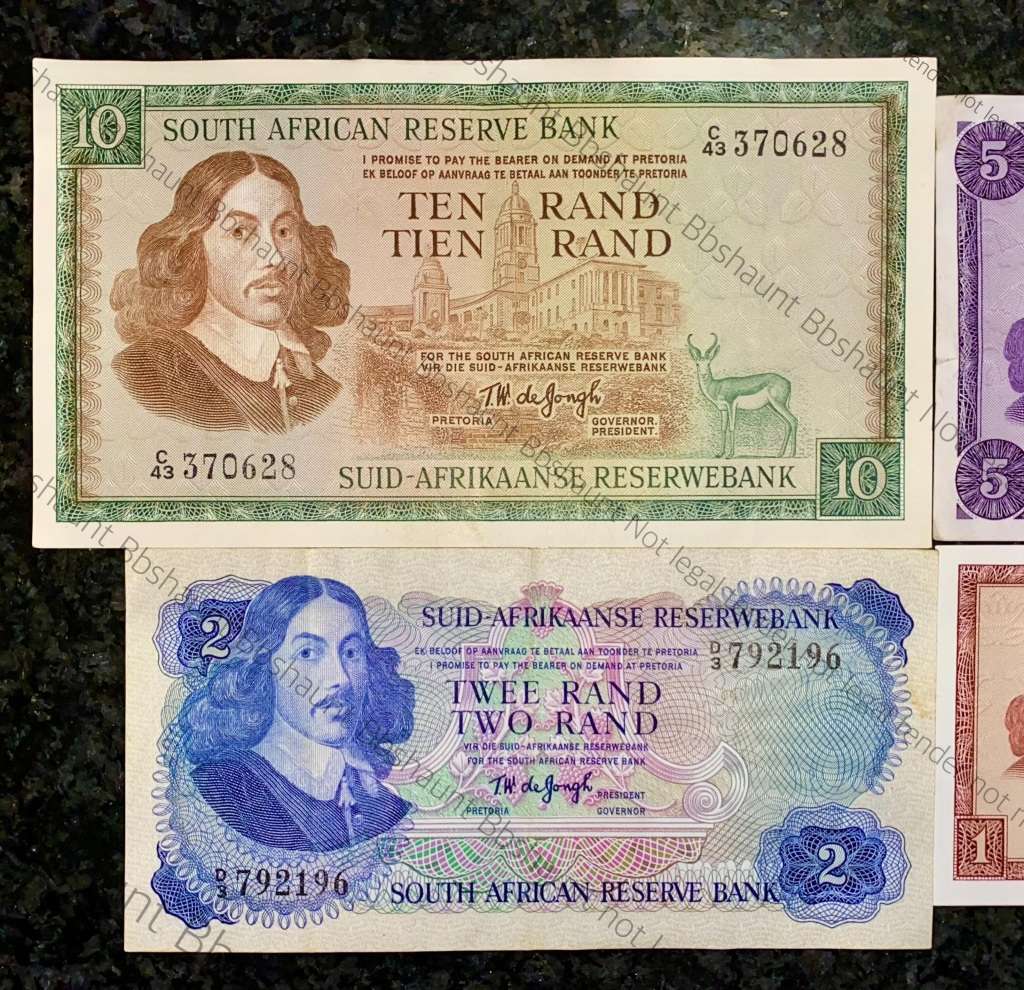 10
SOUTH AFRICAN RESERVE BANK
C/43 370628
I PROMISE TO PAY THE BEARER ON DEMAND AT PRETORIA
EK BELOOF OP AANVRAAG TE BETAAL AAN TOONDER TE PRETORIA
TEN RAND
TIEN RAND
FOR THE SOUTH AFRICAN RESERVE BANK
VIR DIE SUID-AFRIKAANSE RESERWEBANK
T.W. de Jongh
PRETORIA
GOVERNOR.
PRESIDENT.
C/43 370628
SUID-AFRIKAANSE RESERWEBANK
10
5
5
2
SUID-AFRIKAANSE RESERWEBANK
EK BELOOF OP AANVRAAG TE BETAAL AAN TOONDER TE PRETORIA
I PROMISE TO PAY THE BEARER ON DEMAND AT PRETORIA
D/3 792196
TWEE RAND
TWO RAND
VIR DIE SUID-AFRIKAANSE RESERWEBANK
FOR THE SOUTH AFRICAN RESERVE BANK
T.W. de Jongh
PRESIDENT
PRETORIA GOVERNOR
D/3 792196
SOUTH AFRICAN RESERVE BANK
2
1
Bbshaunt Bbshaunt Bbshaunt Not legal tender not